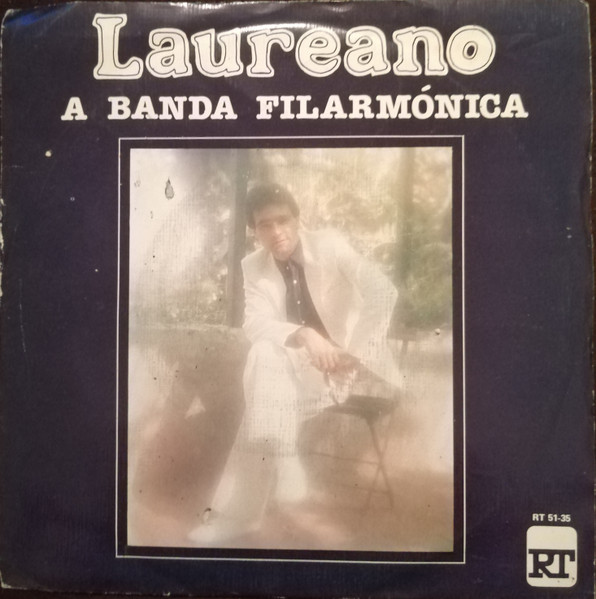 Laureano
A BANDA FILARMÓNICA
RT 51-35
RT